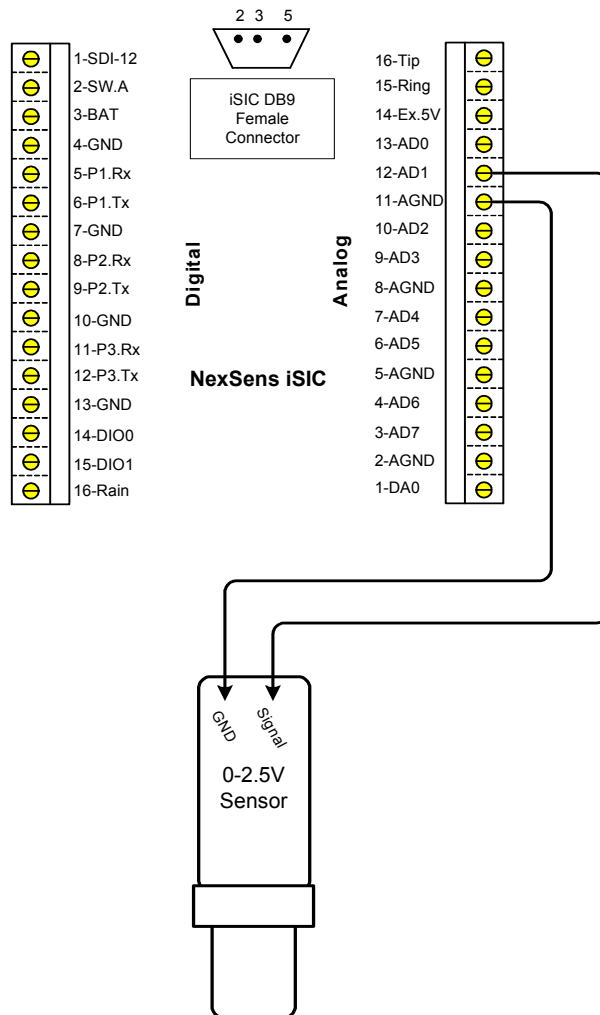 2 3 5
iSIC DB9
Female
Connector
1-SDI-12
2-SW.A
3-BAT
4-GND
5-P1.Rx
6-P1.Tx
7-GND
8-P2.Rx
9-P2.Tx
10-GND
11-P3.Rx
12-P3.Tx
13-GND
14-DIO0
15-DIO1
16-Rain
Digital
Analog
NexSens iSIC
16-Tip
15-Ring
14-Ex.5V
13-AD0
12-AD1
11-AGND
10-AD2
9-AD3
8-AGND
7-AD4
6-AD5
5-AGND
4-AD6
3-AD7
2-AGND
1-DA0
GND
Signal
0-2.5V
Sensor